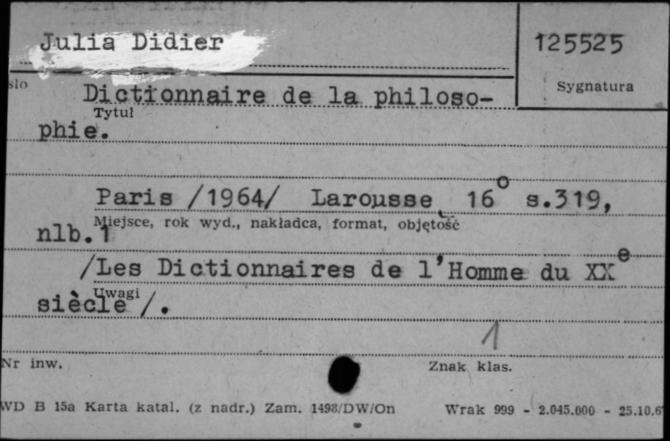 Julia Didier
125525
Sygnatura
Dictionnaire de la philoso-
Tytuł
phie.
Paris /1964/ Larousse, 16° s.319,
Miejsce, rok wyd., nakładca, format, objętość
nlb.1
/Les Dictionnaires de l'Homme du XXe
Uwagi
siècle/.
1
Nr inw.
Znak klas.
WD B 15a Karta katal. (z nadr.) Zam. 1498/DW/On Wrak 999 - 2.045.000 - 25.10.6